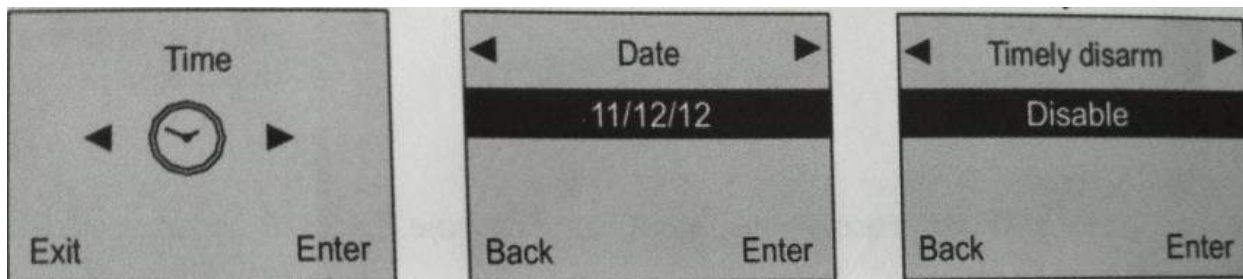 Time
Exit Enter
Date
11/12/12
Back Enter
Timely disarm
Disable
Back Enter